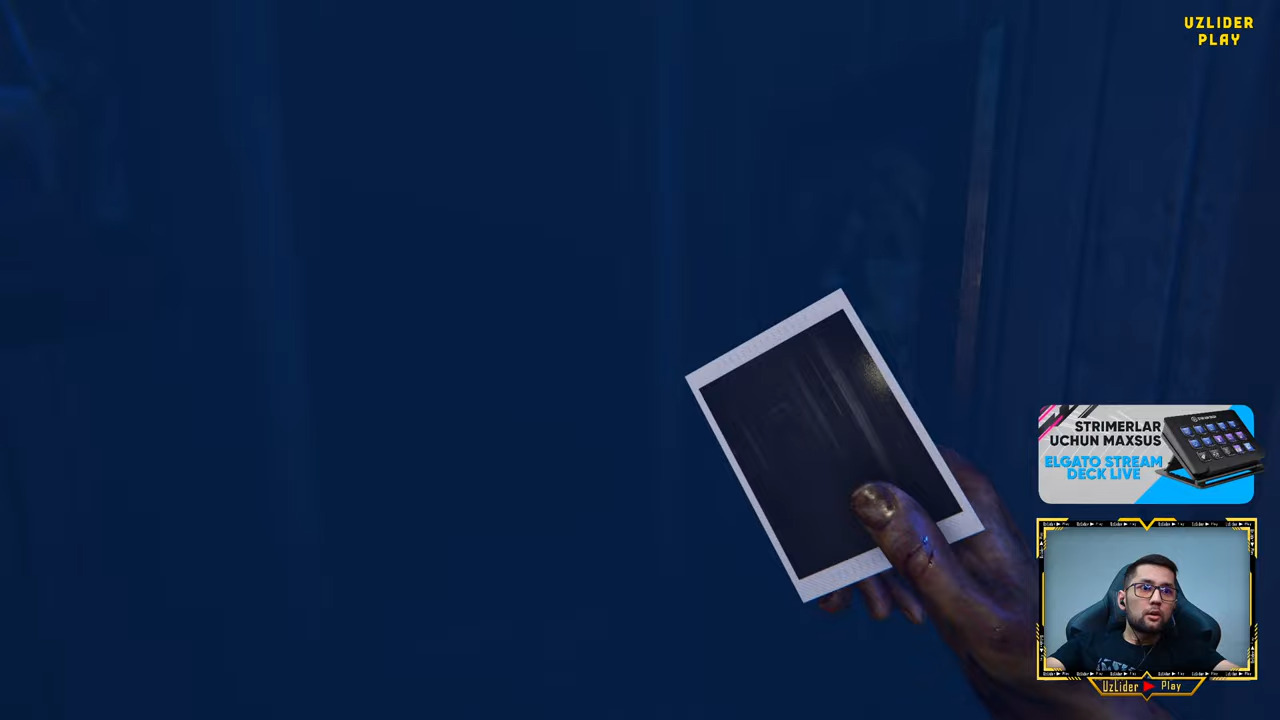 UZLIDER
PLAY
STRIMERLAR
UCHUN MAXSUS
ELGATO STREAM
DECK LIVE
UzLider Play